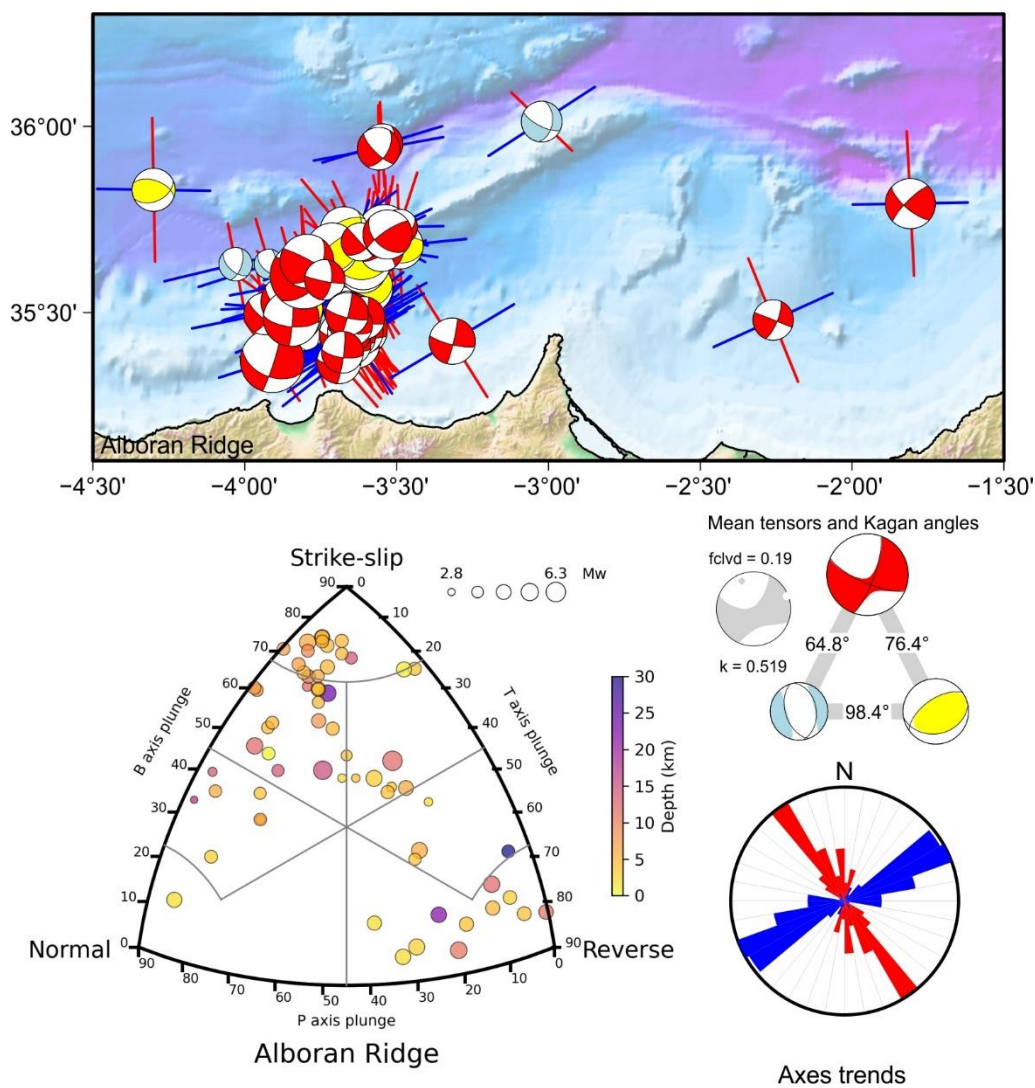 36°00'
35°30'
Alboran Ridge
−4°30' −4°00' −3°30' −3°00' −2°30' −2°00' −1°30'
Mean tensors and Kagan angles
fclvd = 0.19
64.8° 76.4°
k = 0.519
98.4°
Strike-slip
2.8 6.3 Mw
90 0
80 10
70 20
60 30
50 40
40 50
30 60
20 70
10 80
0 90
B axis plunge
T axis plunge
Normal
Reverse
90 80 70 60 50 40 30 20 10 0
P axis plunge
Alboran Ridge
30
25
20
15
10
5
0
Depth (km)
N
Axes trends